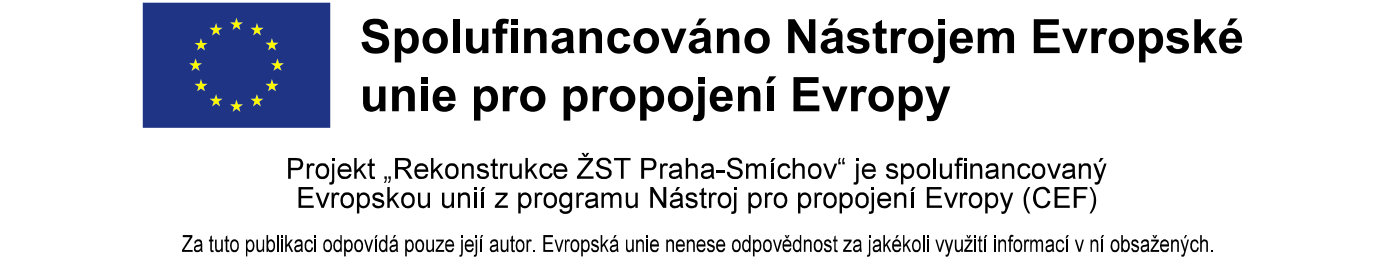 Spolufinancováno Nástrojem Evropské
unie pro propojení Evropy
Projekt „Rekonstrukce ŽST Praha-Smíchov“ je spolufinancovaný
Evropskou unií z programu Nástroj pro propojení Evropy (CEF)
Za tuto publikaci odpovídá pouze její autor. Evropská unie nenese odpovědnost za jakékoli využití informací v ní obsažených.